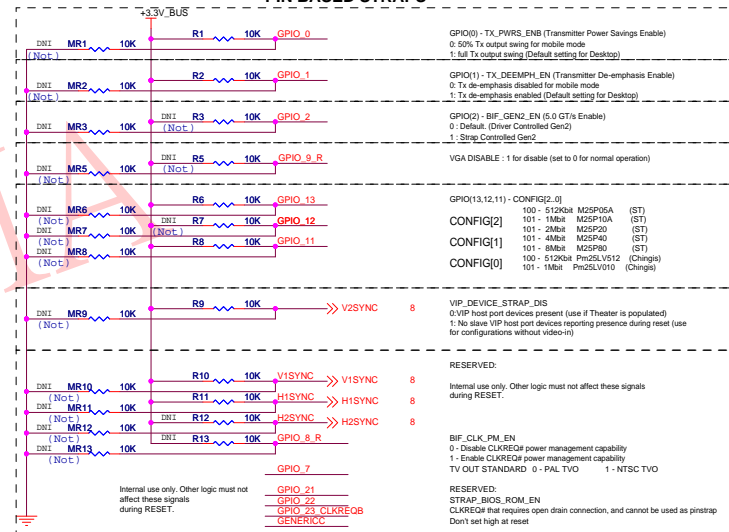 PIN BASED STRAPS
+3.3V_BUS
R1 10K GPIO_0
DNI MR1 10K
(Not)
GPIO(0) - TX_PWRS_ENB (Transmitter Power Savings Enable)
0: 50% Tx output swing for mobile mode
1: full Tx output swing (Default setting for Desktop)
R2 10K GPIO_1
DNI MR2 10K
(Not)
GPIO(1) - TX_DEEMPH_EN (Transmitter De-emphasis Enable)
0: Tx de-emphasis disabled for mobile mode
1: Tx de-emphasis enabled (Default setting for Desktop)
DNI R3 10K GPIO_2
(Not)
DNI MR3 10K
(Not)
GPIO(2) - BIF_GEN2_EN (5.0 GT/s Enable)
0 : Default. (Driver Controlled Gen2)
1 : Strap Controlled Gen2
DNI R5 10K GPIO_9_R
(Not)
DNI MR5 10K
(Not)
VGA DISABLE : 1 for disable (set to 0 for normal operation)
R6 10K GPIO_13
DNI MR6 10K
(Not)
DNI R7 10K GPIO_12
(Not)
DNI MR7 10K
(Not)
R8 10K GPIO_11
DNI MR8 10K
(Not)
GPIO(13,12,11) - CONFIG[2..0]
100 - 512Kbit M25P05A (ST)
CONFIG[2] 101 - 1Mbit M25P10A (ST)
101 - 2Mbit M25P20 (ST)
CONFIG[1] 101 - 4Mbit M25P40 (ST)
101 - 8Mbit M25P80 (ST)
CONFIG[0] 100 - 512Kbit Pm25LV512 (Chingis)
101 - 1Mbit Pm25LV010 (Chingis)
R9 10K V2SYNC 8
DNI MR9 10K
(Not)
VIP_DEVICE_STRAP_DIS
0:VIP host port devices present (use if Theater is populated)
1: No slave VIP host port devices reporting presence during reset (use
for configurations without video-in)
R10 10K V1SYNC V1SYNC 8
DNI MR10 10K
(Not)
R11 10K H1SYNC H1SYNC 8
DNI MR11 10K
(Not)
DNI R12 10K H2SYNC H2SYNC 8
DNI MR12 10K
(Not)
DNI R13 10K GPIO_8_R
DNI MR13 10K
(Not)
RESERVED:
Internal use only. Other logic must not affect these signals
during RESET.
BIF_CLK_PM_EN
0 - Disable CLKREQ# power management capability
1 - Enable CLKREQ# power management capability
GPIO_7
TV OUT STANDARD 0 - PAL TVO 1 - NTSC TVO
Internal use only. Other logic must not
affect these signals
during RESET.
GPIO_21
GPIO_22
GPIO_23_CLKREQB
GENERICC
RESERVED:
STRAP_BIOS_ROM_EN
CLKREQ# that requires open drain connection, and cannot be used as pinstrap
Don't set high at reset